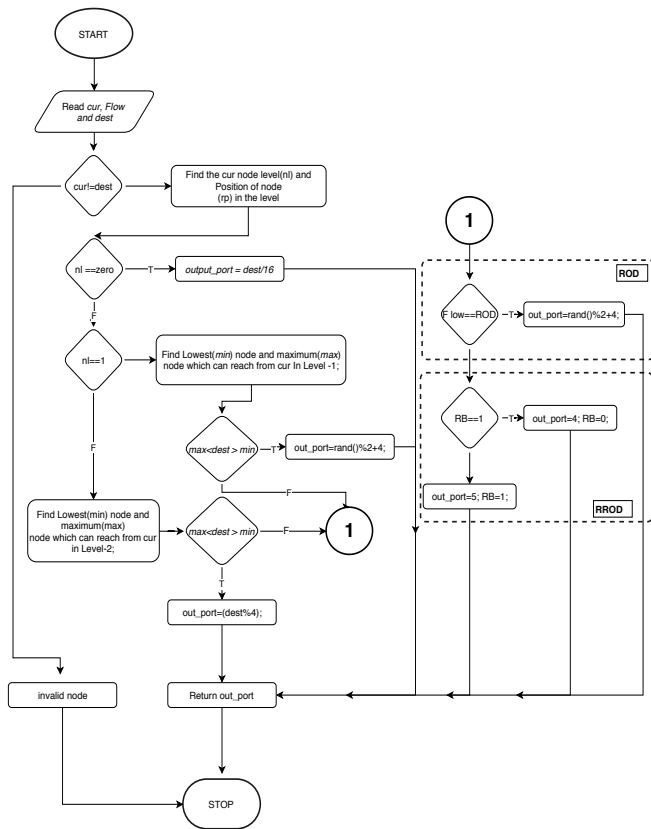 START
Read cur, Flow
and dest
cur!=dest
Find the cur node level(nl) and
Position of node
(rp) in the level
nl ==zero
T
output_port = dest/16
F
nl==1
Find Lowest(min) node and maximum(max)
node which can reach from cur In Level -1;
F
max<dest > min
T
out_port=rand()%2+4;
F
Find Lowest(min) node and
maximum(max)
node which can reach from cur
in Level-2;
max<dest > min
F
1
T
out_port=(dest%4);
invalid node
Return out_port
STOP
1
ROD
F low==ROD
T
out_port=rand()%2+4;
RB==1
T
out_port=4; RB=0;
out_port=5; RB=1;
RROD